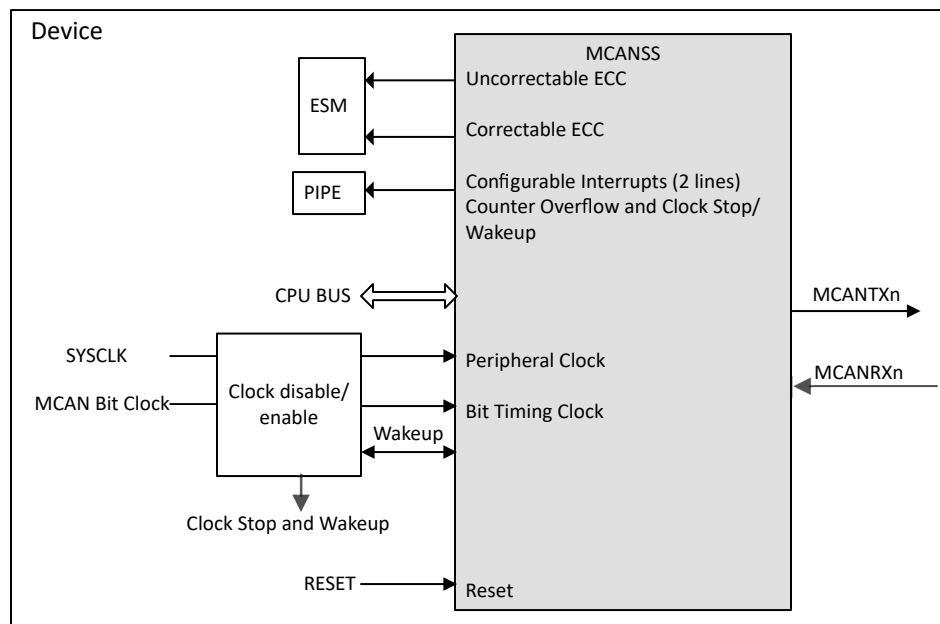 Device
MCANSS
Uncorrectable ECC
ESM
Correctable ECC
Configurable Interrupts (2 lines)
Counter Overflow and Clock Stop/
Wakeup
PIPE
CPU BUS
MCANTXn
SYSCLK
Peripheral Clock
MCANRXn
Clock disable/
enable
MCAN Bit Clock
Bit Timing Clock
Wakeup
Clock Stop and Wakeup
RESET
Reset